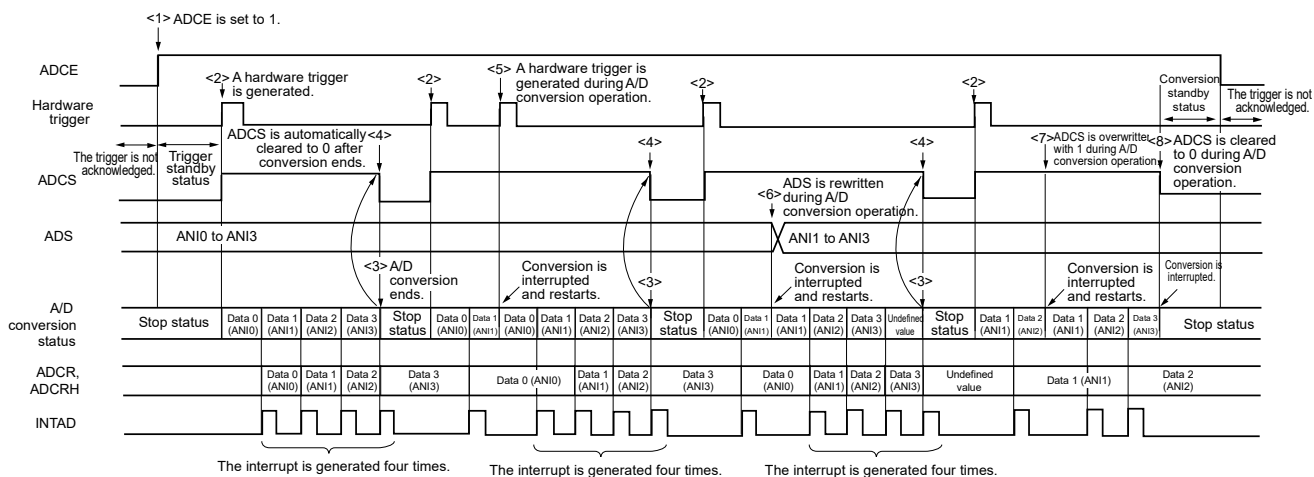 <1> ADCE is set to 1.
ADCE
<2> A hardware trigger
is generated.
<2>
<5> A hardware trigger is
generated during A/D
conversion operation.
<2>
<2>
Conversion
standby
status
The trigger is not
acknowledged.
Hardware
trigger
The trigger is not
acknowledged.
Trigger
standby
status
ADCS is automatically
cleared to 0 after
conversion ends.
<4>
<4>
<4>
<7> ADCS is overwritter
with 1 during A/D
conversion operation
<8> ADCS is cleared
to 0 during A/D
conversion
operation.
ADCS
<6> ADS is rewritten
during A/D
conversion operation.
ADS
ANI0 to ANI3
ANI1 to ANI3
<3> A/D
conversion
ends.
Conversion is
interrupted
and restarts.
<3>
Conversion is
interrupted
and restarts.
<3>
Conversion is
interrupted
and restarts.
Conversion is
interrupted.
A/D
conversion
status
Stop status
Data 0
(ANI0)
Data 1
(ANI1)
Data 2
(ANI2)
Data 3
(ANI3)
Stop
status
Data 0
(ANI0)
Data 1
(ANI1)
Data 0
(ANI0)
Data 1
(ANI1)
Data 2
(ANI2)
Data 3
(ANI3)
Stop
status
Data 0
(ANI0)
Data 1
(ANI1)
Data 1
(ANI1)
Data 2
(ANI2)
Data 3
(ANI3)
Undefined
value
Stop
status
Data 1
(ANI1)
Data 2
(ANI2)
Data 1
(ANI1)
Data 2
(ANI2)
Data 3
(ANI3)
Stop status
ADCR,
ADCRH
Data 0
(ANI0)
Data 1
(ANI1)
Data 2
(ANI2)
Data 3
(ANI3)
Data 0 (ANI0)
Data 1
(ANI1)
Data 2
(ANI2)
Data 3
(ANI3)
Data 0
(ANI0)
Data 1
(ANI1)
Data 2
(ANI2)
Data 3
(ANI3)
Undefined
value
Data 1 (ANI1)
Data 2
(ANI2)
INTAD
The interrupt is generated four times.
The interrupt is generated four times.
The interrupt is generated four times.